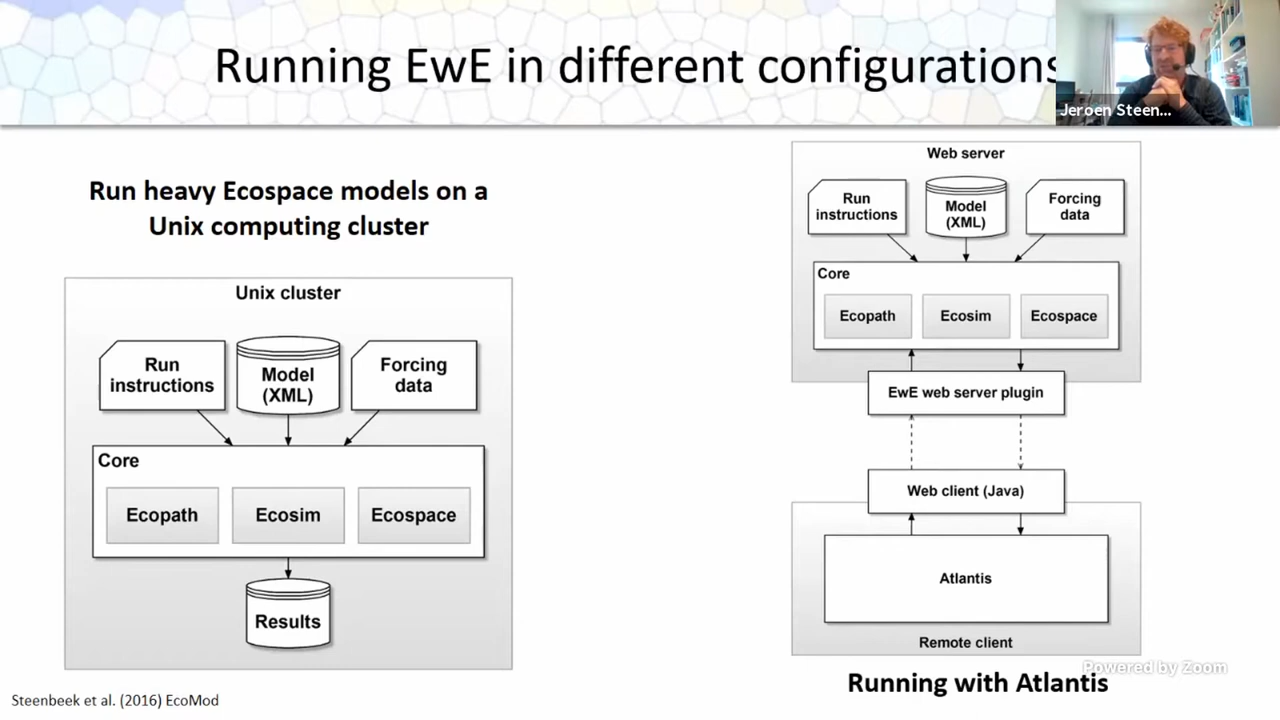 Running EwE in different configurations
Jeroen Steen...
Run heavy Ecospace models on a
Unix computing cluster
Unix cluster
Run
instructions
Model
(XML)
Forcing
data
Core
Ecopath
Ecosim
Ecospace
Results
Steenbeek et al. (2016) EcoMod
Web server
Run
instructions
Model
(XML)
Forcing
data
Core
Ecopath
Ecosim
Ecospace
EwE web server plugin
Web client (Java)
Atlantis
Remote client
Powered by Zoom
Running with Atlantis